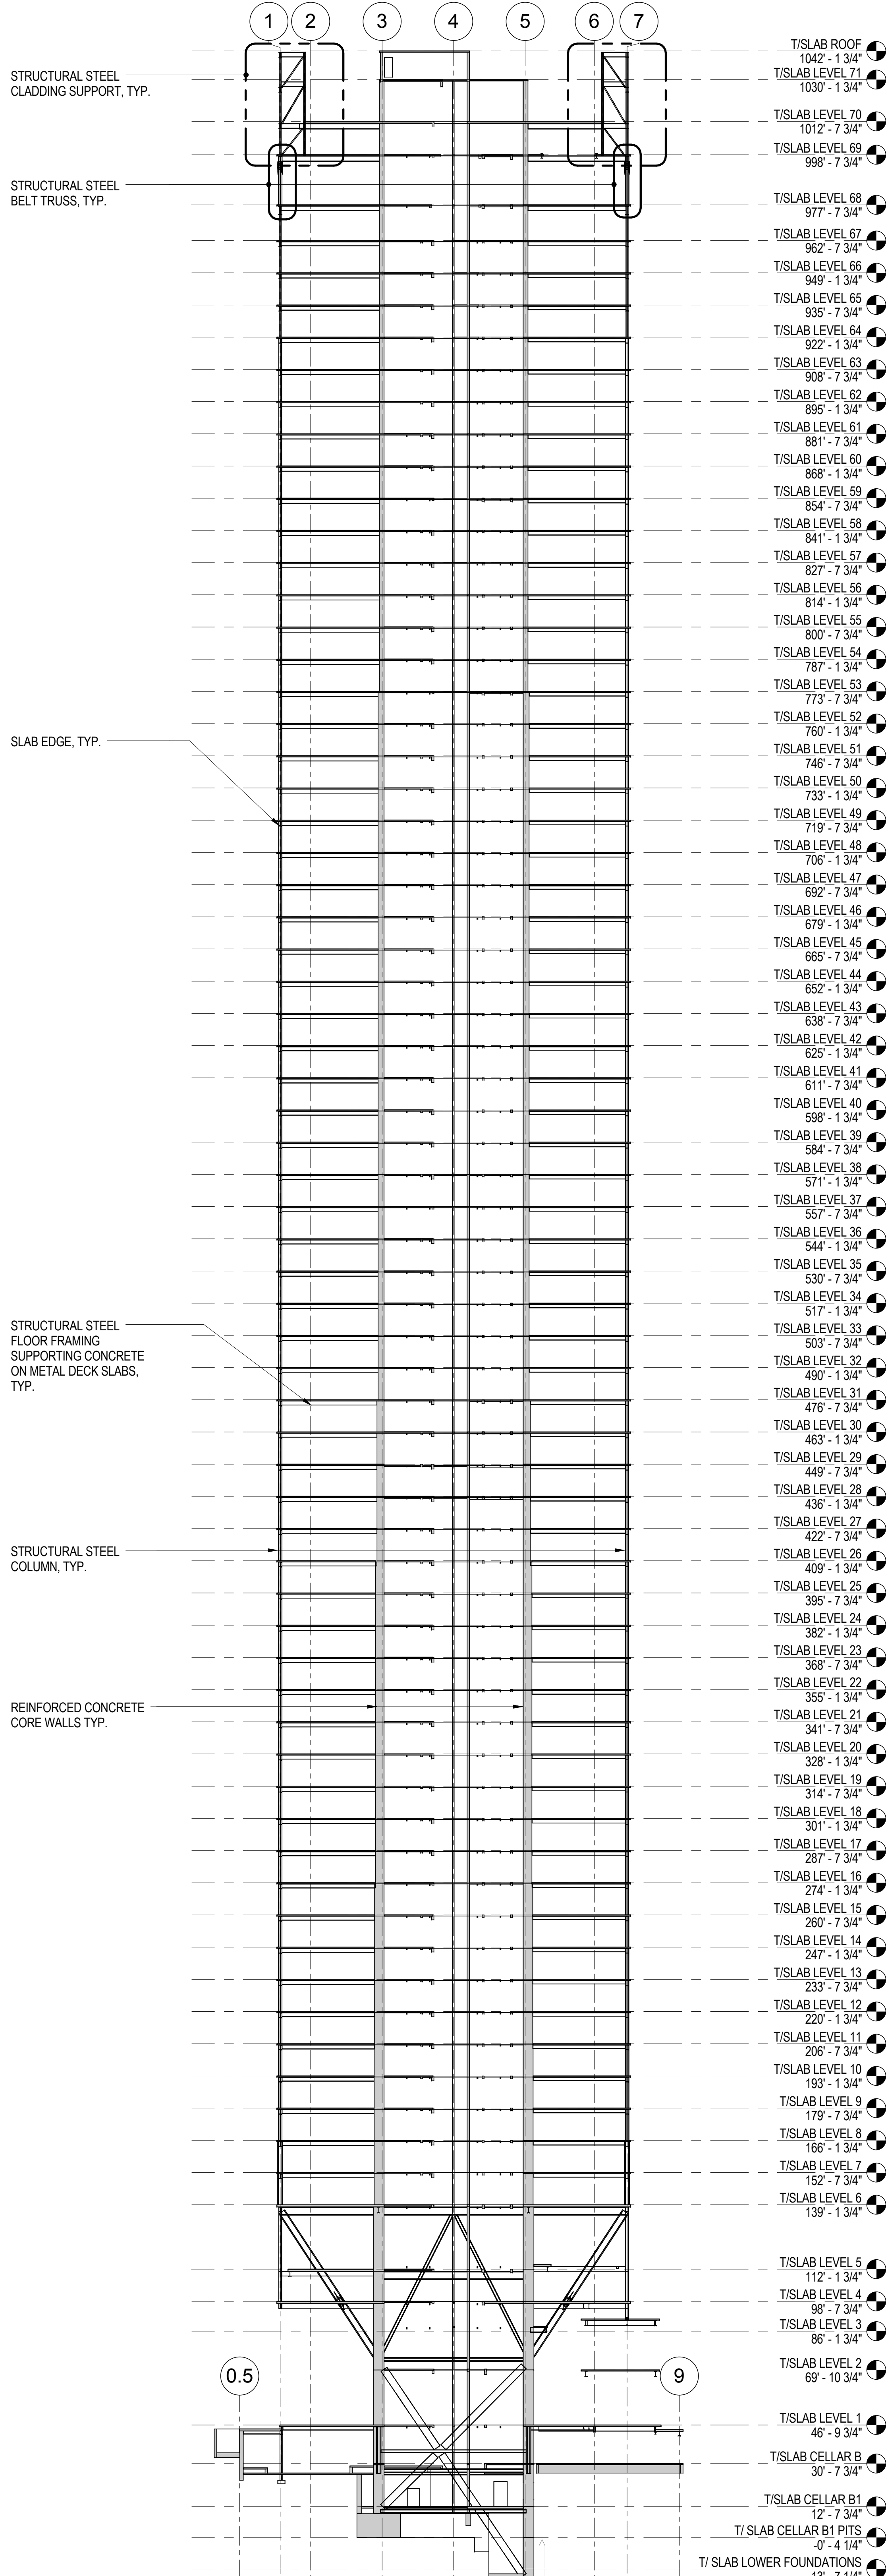 1 2 3 4 5 6 7
T/SLAB ROOF
1042' - 1 3/4"
T/SLAB LEVEL 71
1030' - 1 3/4"
STRUCTURAL STEEL
CLADDING SUPPORT, TYP.
T/SLAB LEVEL 70
1012' - 7 3/4"
T/SLAB LEVEL 69
998' - 7 3/4"
STRUCTURAL STEEL
BELT TRUSS, TYP.
T/SLAB LEVEL 68
977' - 7 3/4"
T/SLAB LEVEL 67
962' - 7 3/4"
T/SLAB LEVEL 66
949' - 1 3/4"
T/SLAB LEVEL 65
935' - 7 3/4"
T/SLAB LEVEL 64
922' - 1 3/4"
T/SLAB LEVEL 63
908' - 7 3/4"
T/SLAB LEVEL 62
895' - 1 3/4"
T/SLAB LEVEL 61
881' - 7 3/4"
T/SLAB LEVEL 60
868' - 1 3/4"
T/SLAB LEVEL 59
854' - 7 3/4"
T/SLAB LEVEL 58
841' - 1 3/4"
T/SLAB LEVEL 57
827' - 7 3/4"
T/SLAB LEVEL 56
814' - 1 3/4"
T/SLAB LEVEL 55
800' - 7 3/4"
T/SLAB LEVEL 54
787' - 1 3/4"
T/SLAB LEVEL 53
773' - 7 3/4"
T/SLAB LEVEL 52
760' - 1 3/4"
SLAB EDGE, TYP.
T/SLAB LEVEL 51
746' - 7 3/4"
T/SLAB LEVEL 50
733' - 1 3/4"
T/SLAB LEVEL 49
719' - 7 3/4"
T/SLAB LEVEL 48
706' - 1 3/4"
T/SLAB LEVEL 47
692' - 7 3/4"
T/SLAB LEVEL 46
679' - 1 3/4"
T/SLAB LEVEL 45
665' - 7 3/4"
T/SLAB LEVEL 44
652' - 1 3/4"
T/SLAB LEVEL 43
638' - 7 3/4"
T/SLAB LEVEL 42
625' - 1 3/4"
T/SLAB LEVEL 41
611' - 7 3/4"
T/SLAB LEVEL 40
598' - 1 3/4"
T/SLAB LEVEL 39
584' - 7 3/4"
T/SLAB LEVEL 38
571' - 1 3/4"
T/SLAB LEVEL 37
557' - 7 3/4"
T/SLAB LEVEL 36
544' - 1 3/4"
T/SLAB LEVEL 35
530' - 7 3/4"
T/SLAB LEVEL 34
517' - 1 3/4"
STRUCTURAL STEEL
FLOOR FRAMING
SUPPORTING CONCRETE
ON METAL DECK SLABS,
TYP.
T/SLAB LEVEL 33
503' - 7 3/4"
T/SLAB LEVEL 32
490' - 1 3/4"
T/SLAB LEVEL 31
476' - 7 3/4"
T/SLAB LEVEL 30
463' - 1 3/4"
T/SLAB LEVEL 29
449' - 7 3/4"
T/SLAB LEVEL 28
436' - 1 3/4"
T/SLAB LEVEL 27
422' - 7 3/4"
STRUCTURAL STEEL
COLUMN, TYP.
T/SLAB LEVEL 26
409' - 1 3/4"
T/SLAB LEVEL 25
395' - 7 3/4"
T/SLAB LEVEL 24
382' - 1 3/4"
T/SLAB LEVEL 23
368' - 7 3/4"
T/SLAB LEVEL 22
355' - 1 3/4"
REINFORCED CONCRETE
CORE WALLS TYP.
T/SLAB LEVEL 21
341' - 7 3/4"
T/SLAB LEVEL 20
328' - 1 3/4"
T/SLAB LEVEL 19
314' - 7 3/4"
T/SLAB LEVEL 18
301' - 1 3/4"
T/SLAB LEVEL 17
287' - 7 3/4"
T/SLAB LEVEL 16
274' - 1 3/4"
T/SLAB LEVEL 15
260' - 7 3/4"
T/SLAB LEVEL 14
247' - 1 3/4"
T/SLAB LEVEL 13
233' - 7 3/4"
T/SLAB LEVEL 12
220' - 1 3/4"
T/SLAB LEVEL 11
206' - 7 3/4"
T/SLAB LEVEL 10
193' - 1 3/4"
T/SLAB LEVEL 9
179' - 7 3/4"
T/SLAB LEVEL 8
166' - 1 3/4"
T/SLAB LEVEL 7
152' - 7 3/4"
T/SLAB LEVEL 6
139' - 1 3/4"
T/SLAB LEVEL 5
112' - 1 3/4"
T/SLAB LEVEL 4
98' - 7 3/4"
T/SLAB LEVEL 3
86' - 1 3/4"
T/SLAB LEVEL 2
69' - 10 3/4"
0.5 9
T/SLAB LEVEL 1
46' - 9 3/4"
T/SLAB CELLAR B
30' - 7 3/4"
T/SLAB CELLAR B1
12' - 7 3/4"
T/ SLAB CELLAR B1 PITS
-0' - 4 1/4"
T/ SLAB LOWER FOUNDATIONS